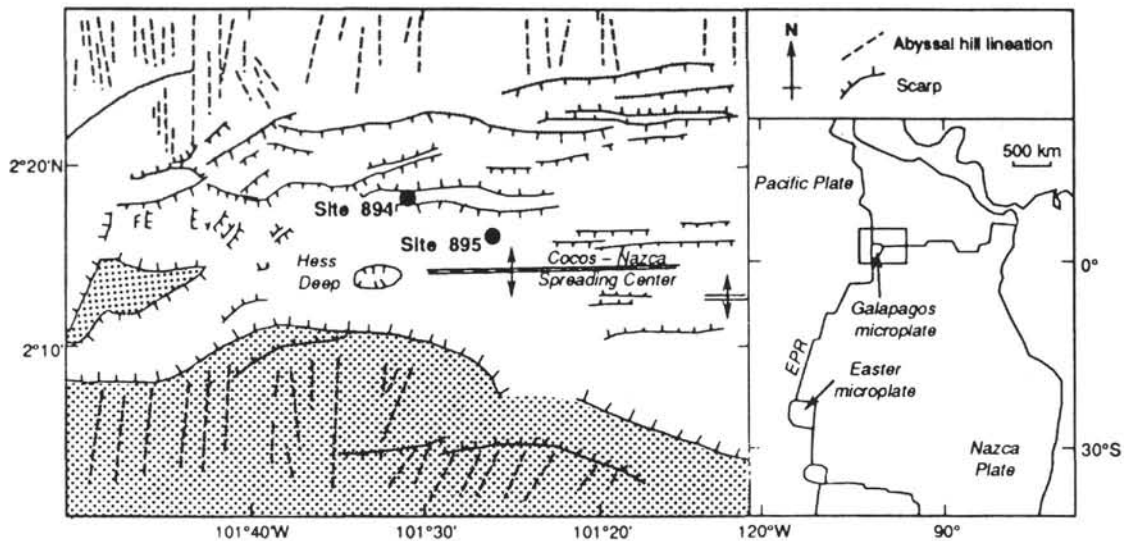 N
Abyssal hill lineation
Scarp
2°20'N
Site 894
Site 895
Hess
Deep
Cocos – Nazca
Spreading Center
2°10'
101°40'W
101°30'
101°20'
500 km
Pacific Plate
0°
Galapagos
microplate
EPR
Easter
microplate
Nazca
Plate
30°S
120°W
90°